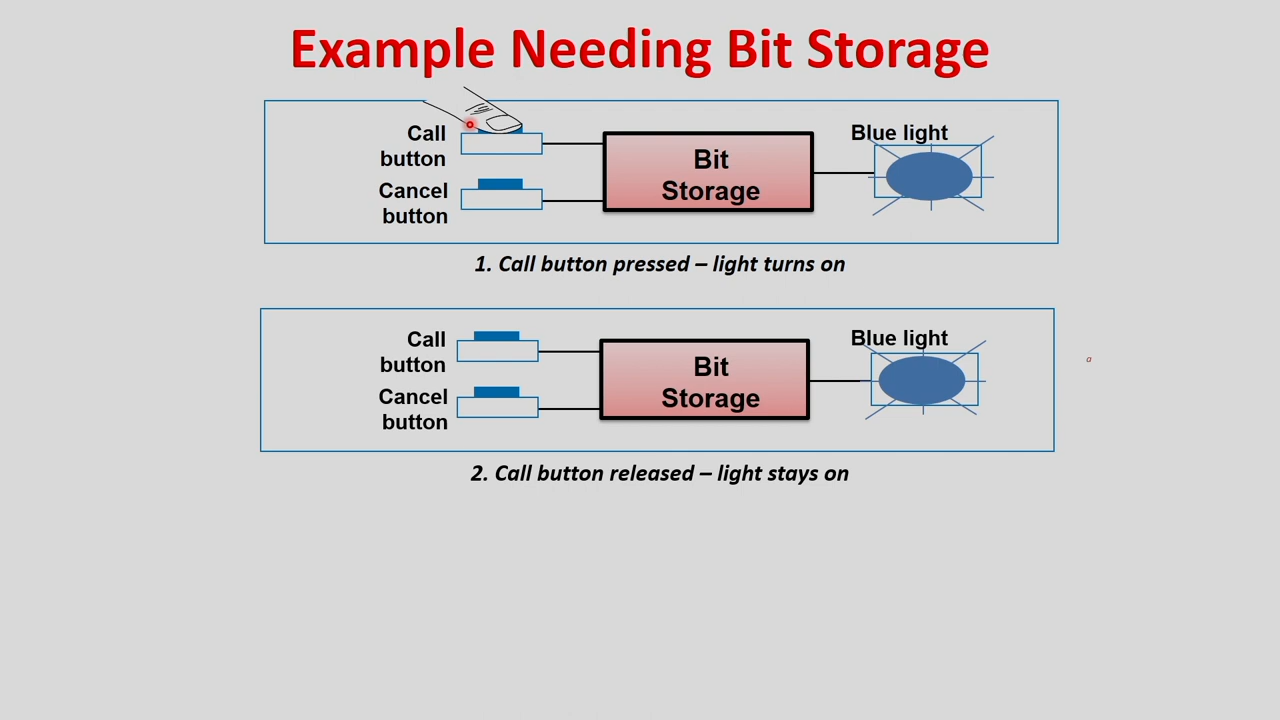 Example Needing Bit Storage
Call
button
Cancel
button
Bit
Storage
Blue light
1. Call button pressed – light turns on
Call
button
Cancel
button
Bit
Storage
Blue light
a
2. Call button released – light stays on